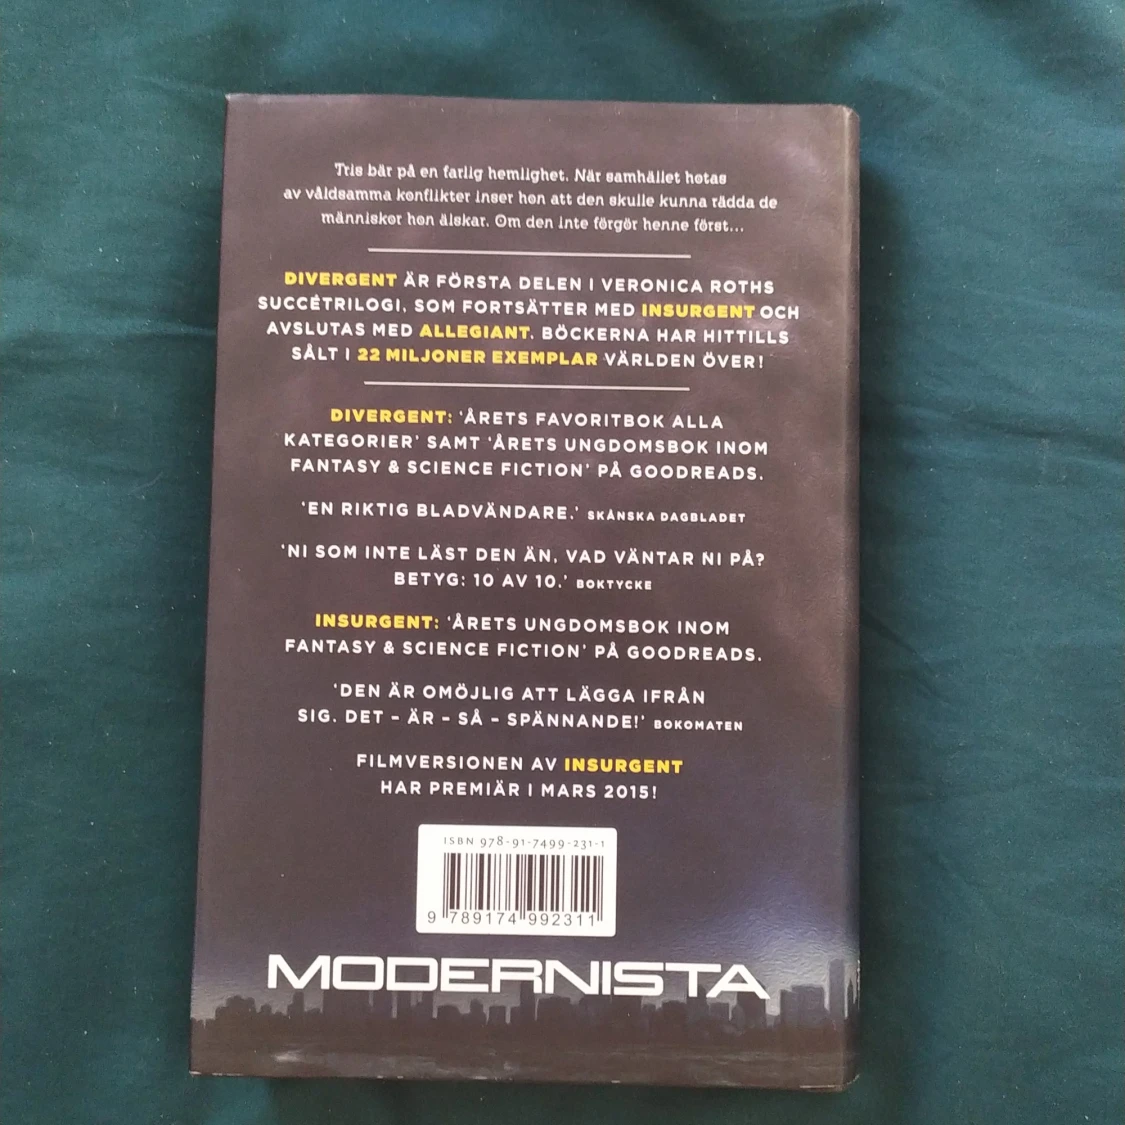 Tris bär på en farlig hemlighet. När samhället hotas
av våldsamma konflikter inser hon att den skulle kunna rädda de
människor hon älskar. Om den inte förgör henne först...
DIVERGENT ÄR FÖRSTA DELEN I VERONICA ROTHS
SUCCÉTRILOGI, SOM FORTSÄTTER MED INSURGENT OCH
AVSLUTAS MED ALLEGIANT. BÖCKERNA HAR HITTILLS
SÅLT I 22 MILJONER EXEMPLAR VÄRLDEN ÖVER!
DIVERGENT: 'ÅRETS FAVORITBOK ALLA
KATEGORIER' SAMT 'ÅRETS UNGDOMSBOK INOM
FANTASY & SCIENCE FICTION' PÅ GOODREADS.
'EN RIKTIG BLADVÄNDARE.' SKÅNSKA DAGBLADET
'NI SOM INTE LÄST DEN ÄN, VAD VÄNTAR NI PÅ?
BETYG: 10 AV 10.' BOKTYCKE
INSURGENT: 'ÅRETS UNGDOMSBOK INOM
FANTASY & SCIENCE FICTION' PÅ GOODREADS.
'DEN ÄR OMÖJLIG ATT LÄGGA IFRÅN
SIG. DET – ÄR – SÅ – SPÄNNANDE!' BOKOMATEN
FILMVERSIONEN AV INSURGENT
HAR PREMIÄR I MARS 2015!
ISBN 978-91-7499-231-1
9 789174 992311
MODERNISTA